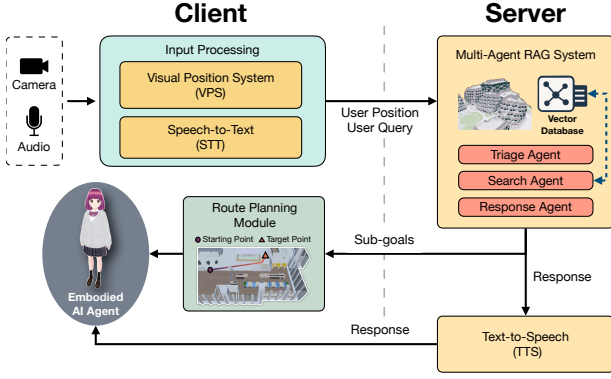 Client
Server
Camera
Audio
Input Processing
Visual Position System
(VPS)
Speech-to-Text
(STT)
User Position
User Query
Multi-Agent RAG System
Vector
Database
Triage Agent
Search Agent
Response Agent
Route Planning
Module
Starting Point
Target Point
Sub-goals
Embodied
AI Agent
Response
Response
Text-to-Speech
(TTS)